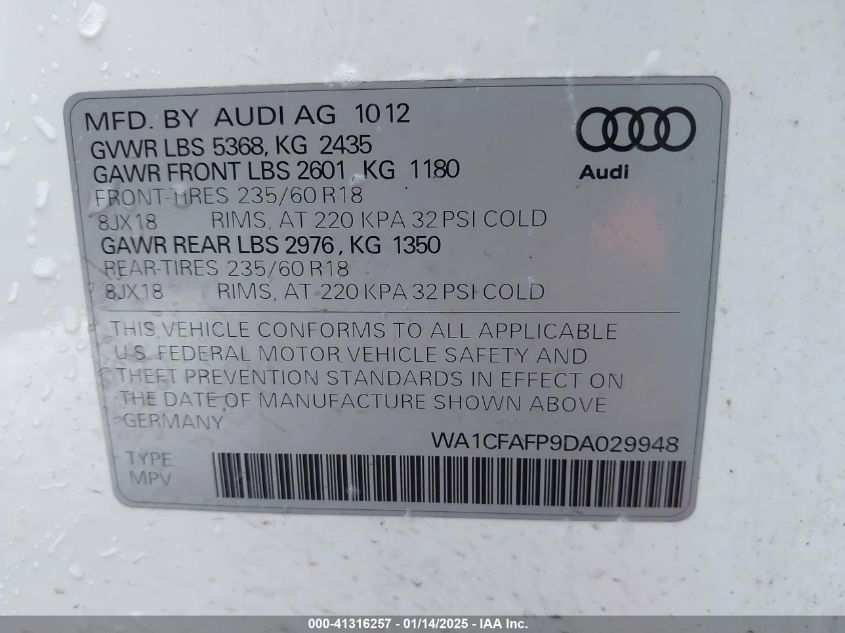 MFD. BY AUDI AG 1012
GVWR LBS 5368, KG 2435
GAWR FRONT LBS 2601, KG 1180
FRONT-TIRES 235/60 R18
8JX18 RIMS, AT 220 KPA 32 PSI COLD
GAWR REAR LBS 2976, KG 1350
REAR-TIRES 235/60 R18
8JX18 RIMS, AT 220 KPA 32 PSI COLD
Audi
THIS VEHICLE CONFORMS TO ALL APPLICABLE
U.S. FEDERAL MOTOR VEHICLE SAFETY AND
THEFT PREVENTION STANDARDS IN EFFECT ON
THE DATE OF MANUFACTURE SHOWN ABOVE
GERMANY
WA1CFAFP9DA029948
TYPE
MPV
000-41316257 - 01/14/2025 - IAA Inc.